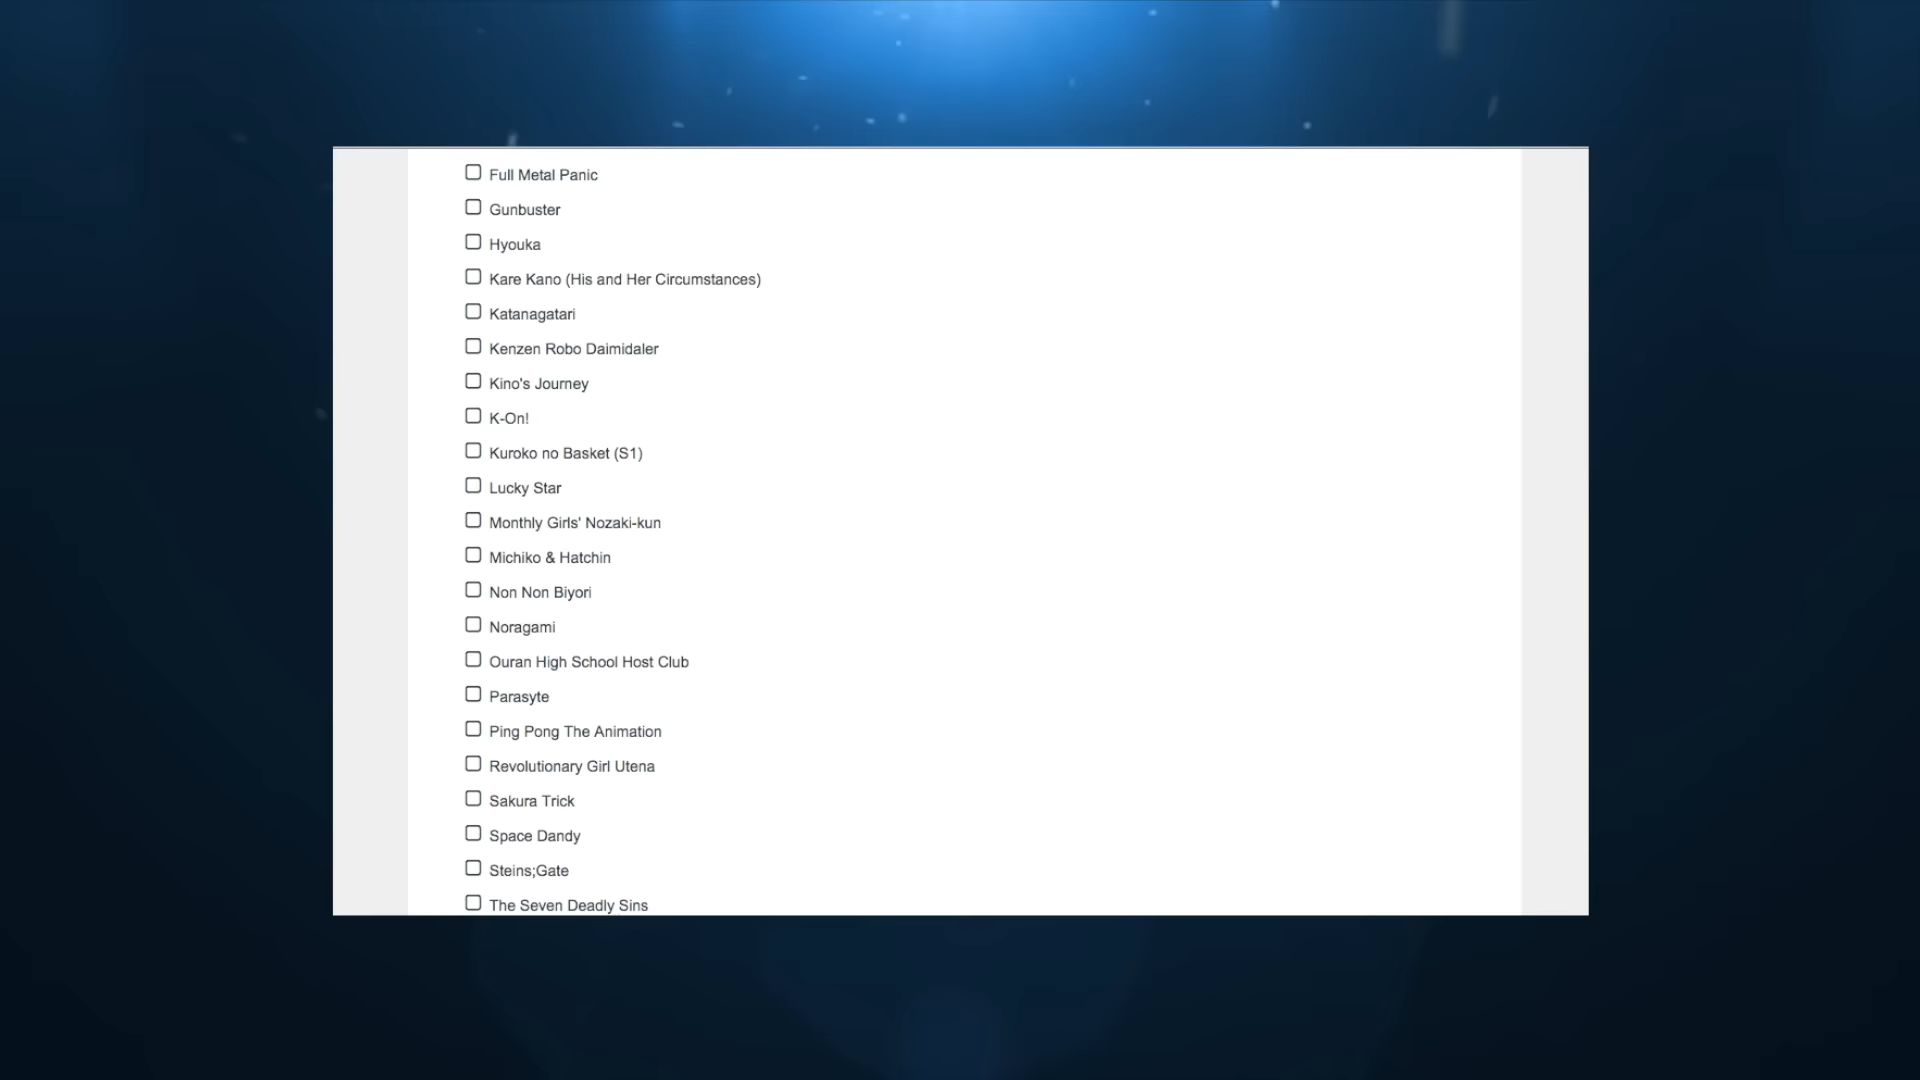 Full Metal Panic
Gunbuster
Hyouka
Kare Kano (His and Her Circumstances)
Katanagatari
Kenzen Robo Daimidaler
Kino's Journey
K-On!
Kuroko no Basket (S1)
Lucky Star
Monthly Girls' Nozaki-kun
Michiko & Hatchin
Non Non Biyori
Noragami
Ouran High School Host Club
Parasyte
Ping Pong The Animation
Revolutionary Girl Utena
Sakura Trick
Space Dandy
Steins;Gate
The Seven Deadly Sins